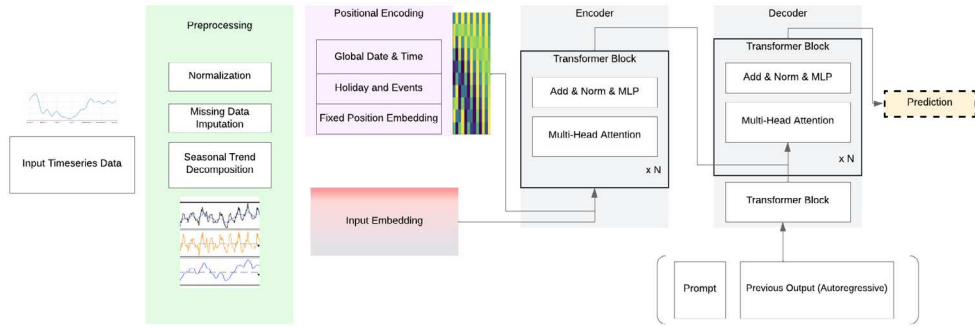 Input Timeseries Data
Preprocessing
Normalization
Missing Data
Imputation
Seasonal Trend
Decomposition
Positional Encoding
Global Date & Time
Holiday and Events
Fixed Position Embedding
Input Embedding
Encoder
Transformer Block
Add & Norm & MLP
Multi-Head Attention
x N
Decoder
Transformer Block
Add & Norm & MLP
Multi-Head Attention
x N
Transformer Block
Prompt
Previous Output (Autoregressive)
Prediction